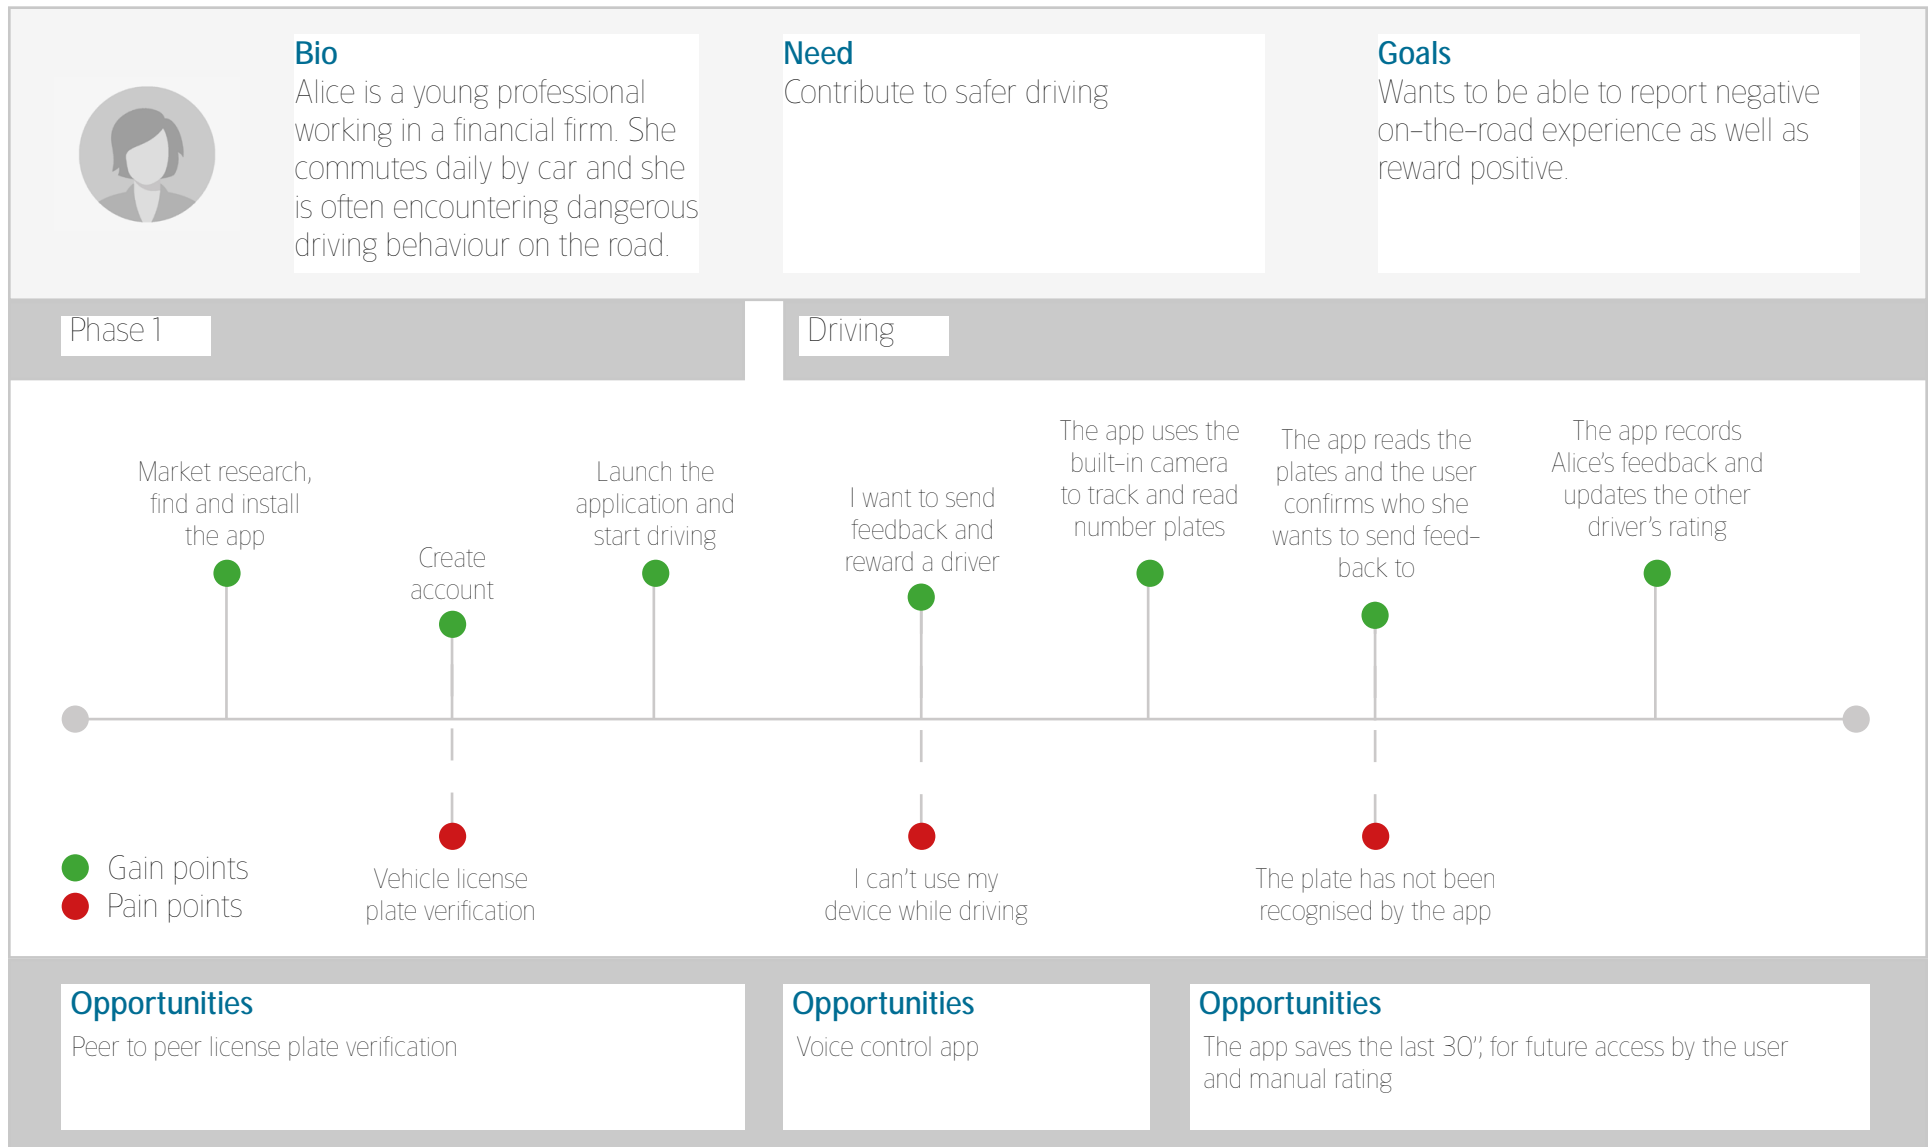 Bio
Alice is a young professional
working in a financial firm. She
commutes daily by car and she
is often encountering dangerous
driving behaviour on the road.
Need
Contribute to safer driving
Goals
Wants to be able to report negative
on-the-road experience as well as
reward positive.
Phase 1
Driving
Market research,
find and install
the app
Create
account
Launch the
application and
start driving
I want to send
feedback and
reward a driver
The app uses the
built-in camera
to track and read
number plates
The app reads the
plates and the user
confirms who she
wants to send feed-
back to
The app records
Alice's feedback and
updates the other
driver's rating
Gain points
Pain points
Vehicle license
plate verification
I can't use my
device while driving
The plate has not been
recognised by the app
Opportunities
Peer to peer license plate verification
Opportunities
Voice control app
Opportunities
The app saves the last 30'', for future access by the user
and manual rating